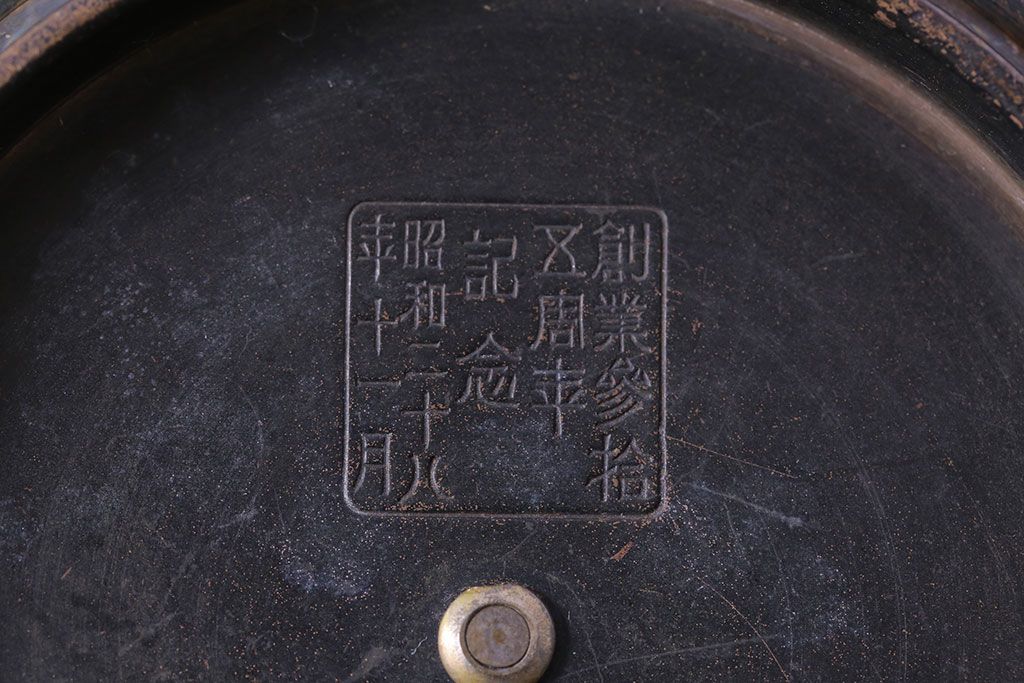 創業參拾
五周年
記念
昭和二十八
年十一月